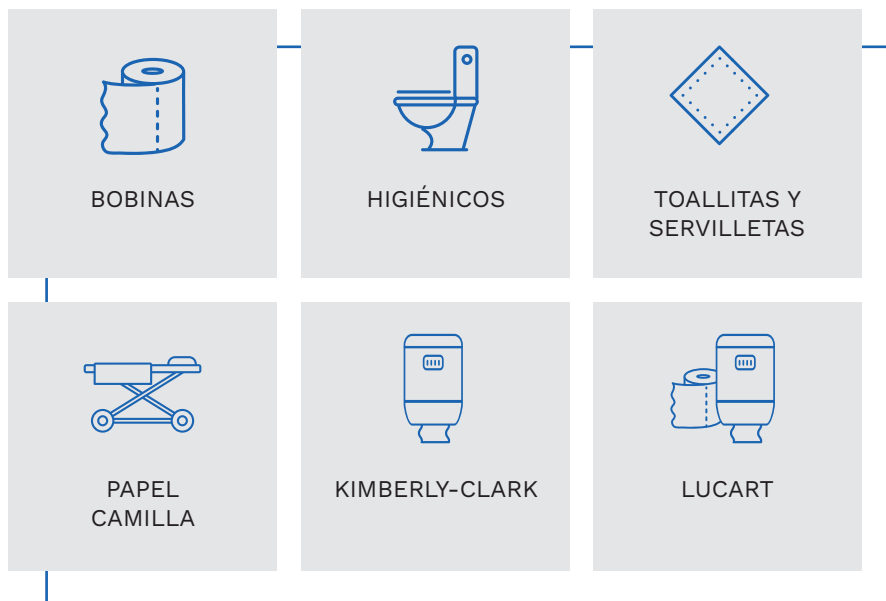 BOBINAS
HIGIÉNICOS
TOALLITAS Y
SERVILLETAS
PAPEL
CAMILLA
KIMBERLY-CLARK
LUCART